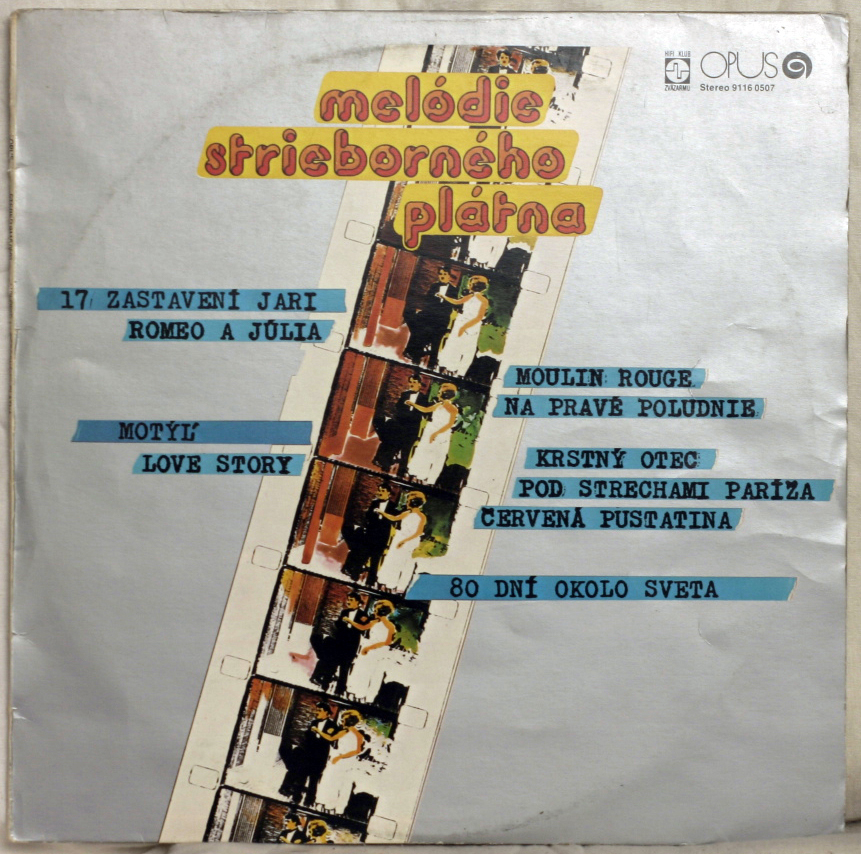 HIFI KLUB
ZVÄZARMU
OPUS
Stereo 9116 0507
melódie
strieborného
plátna
17 ZASTAVENÍ JARI
ROMEO A JÚLIA
MOULIN ROUGE
NA PRAVÉ POLUDNIE
MOTÝĽ
LOVE STORY
KRSTNÝ OTEC
POD STRECHAMI PARÍŽA
ČERVENÁ PUSTATINA
80 DNÍ OKOLO SVETA